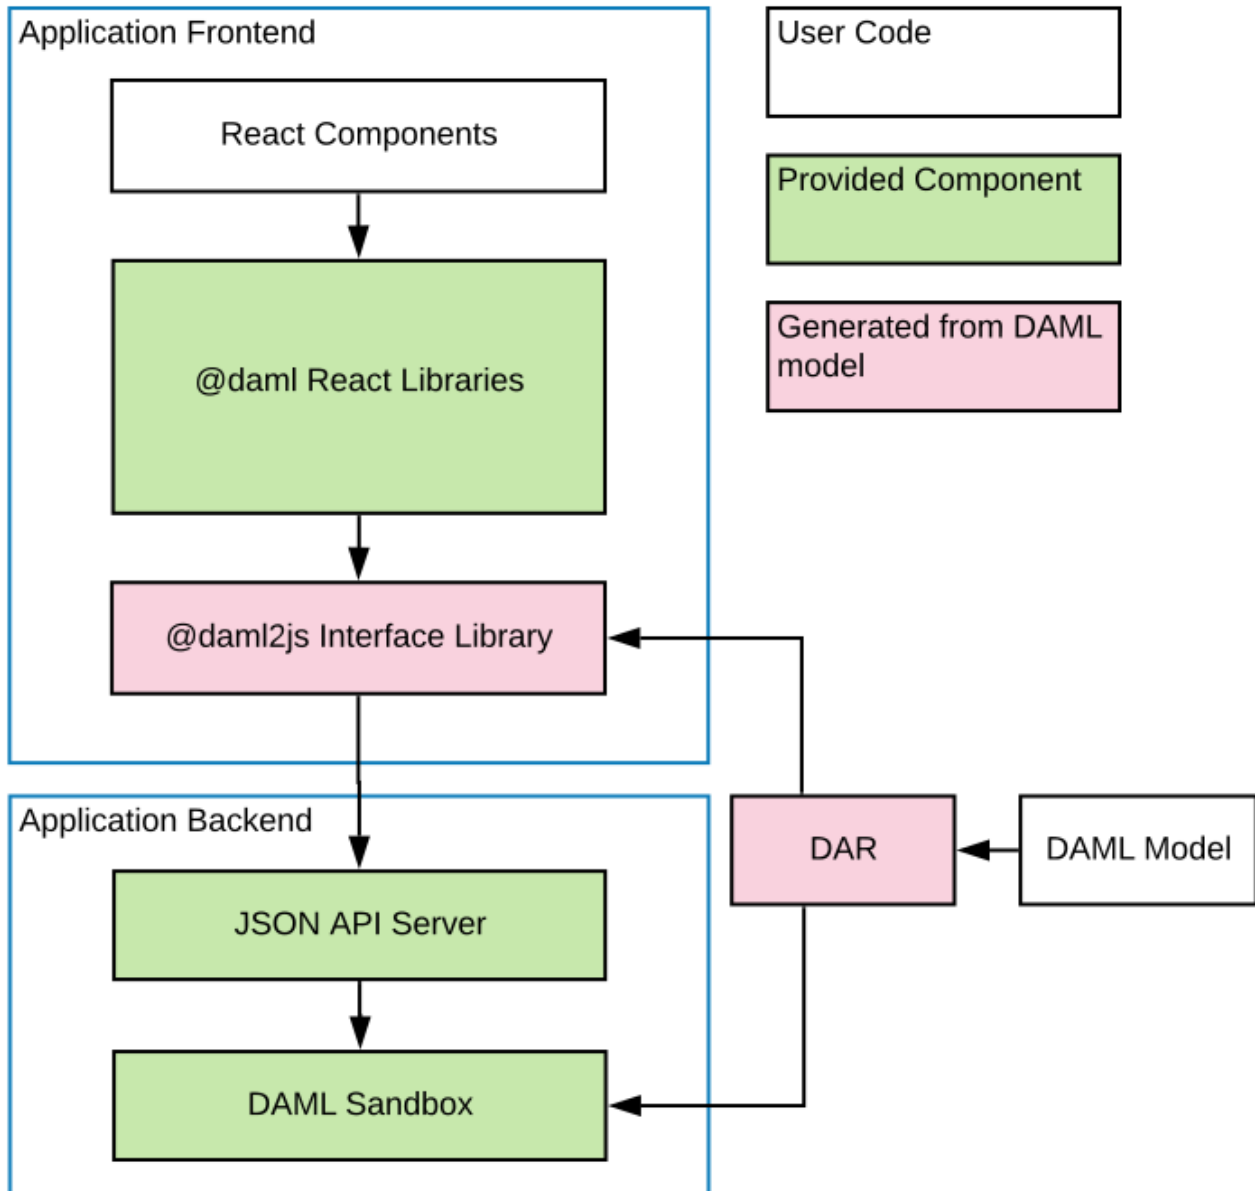 Application Frontend
React Components
@daml React Libraries
@daml2js Interface Library
User Code
Provided Component
Generated from DAML
model
Application Backend
JSON API Server
DAML Sandbox
DAR
DAML Model